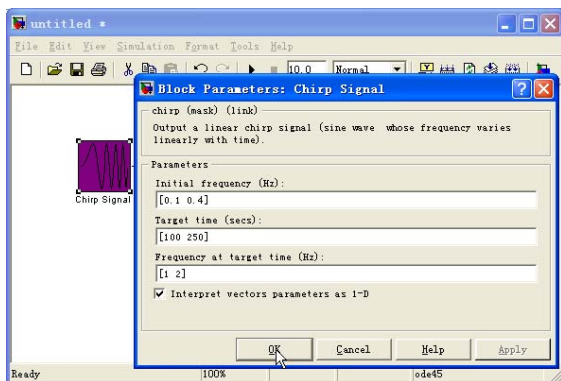 untitled *
File Edit View Simulation Format Tools Help
10.0 Normal
Block Parameters: Chirp Signal
chirp (mask) (link)
Output a linear chirp signal (sine wave whose frequency varies
linearly with time).
Parameters
Initial frequency (Hz):
[0.1 0.4]
Target time (secs):
[100 250]
Frequency at target time (Hz):
[1 2]
Interpret vectors parameters as 1-D
OK Cancel Help Apply
Chirp Signal
Ready 100% ode45